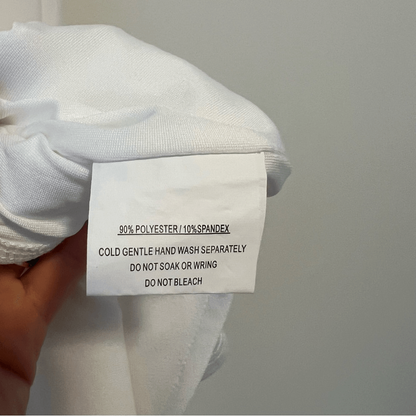 90% POLYESTER / 10%SPANDEX
COLD GENTLE HAND WASH SEPARATELY
DO NOT SOAK OR WRING
DO NOT BLEACH